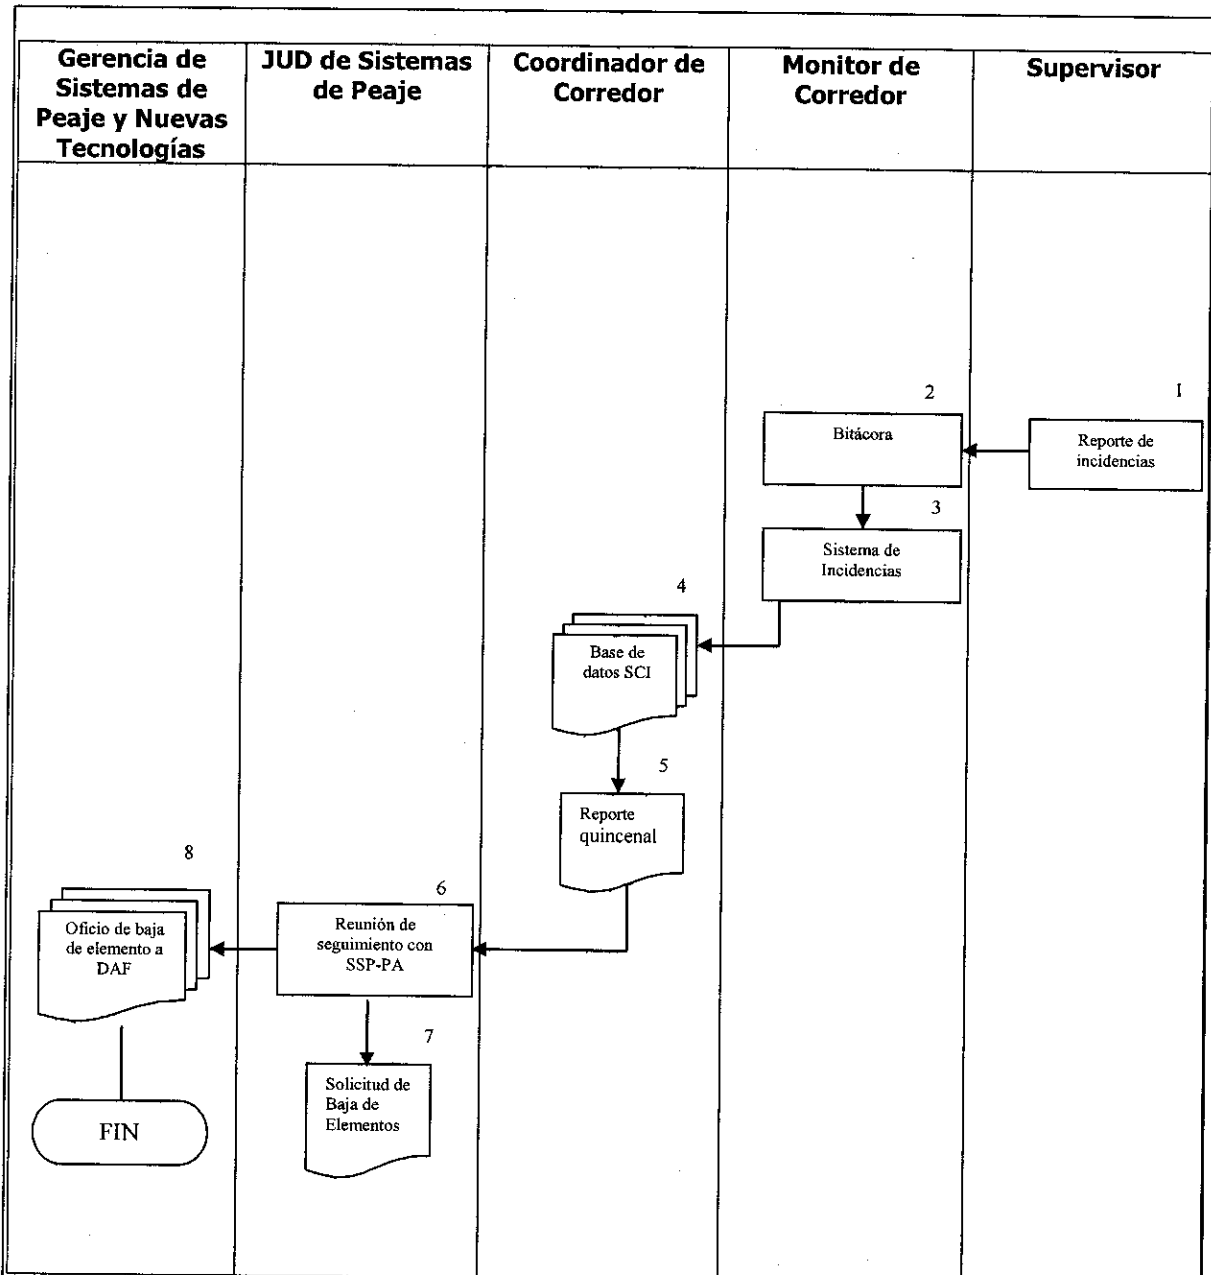 Gerencia de
Sistemas de
Peaje y Nuevas
Tecnologías
JUD de Sistemas
de Peaje
Coordinador de
Corredor
Monitor de
Corredor
Supervisor
1
Reporte de
incidencias
2
Bitácora
3
Sistema de
Incidencias
4
Base de
datos SCI
5
Reporte
quincenal
6
Reunión de
seguimiento con
SSP-PA
7
Solicitud de
Baja de
Elementos
8
Oficio de baja
de elemento a
DAF
FIN